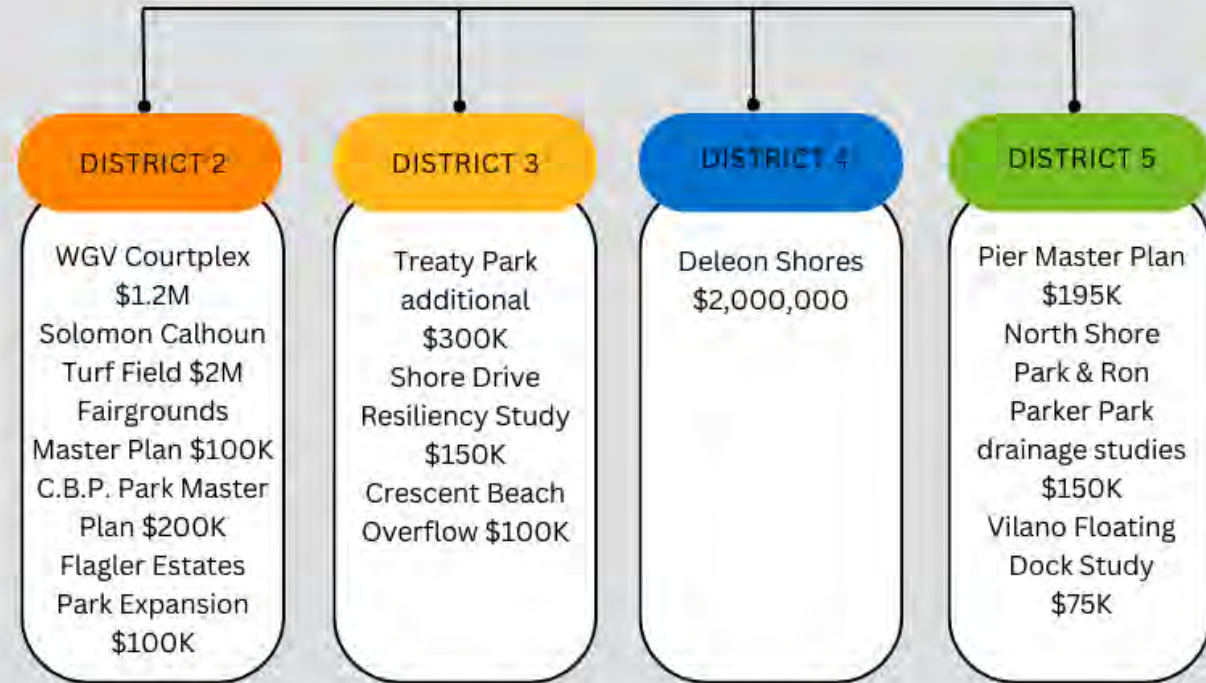 DISTRICT 2
WGV Courtplex
$1.2M
Solomon Calhoun
Turf Field $2M
Fairgrounds
Master Plan $100K
C.B.P. Park Master
Plan $200K
Flagler Estates
Park Expansion
$100K
DISTRICT 3
Treaty Park
additional
$300K
Shore Drive
Resiliency Study
$150K
Crescent Beach
Overflow $100K
DISTRICT 4
Deleon Shores
$2,000,000
DISTRICT 5
Pier Master Plan
$195K
North Shore
Park & Ron
Parker Park
drainage studies
$150K
Vilano Floating
Dock Study
$75K